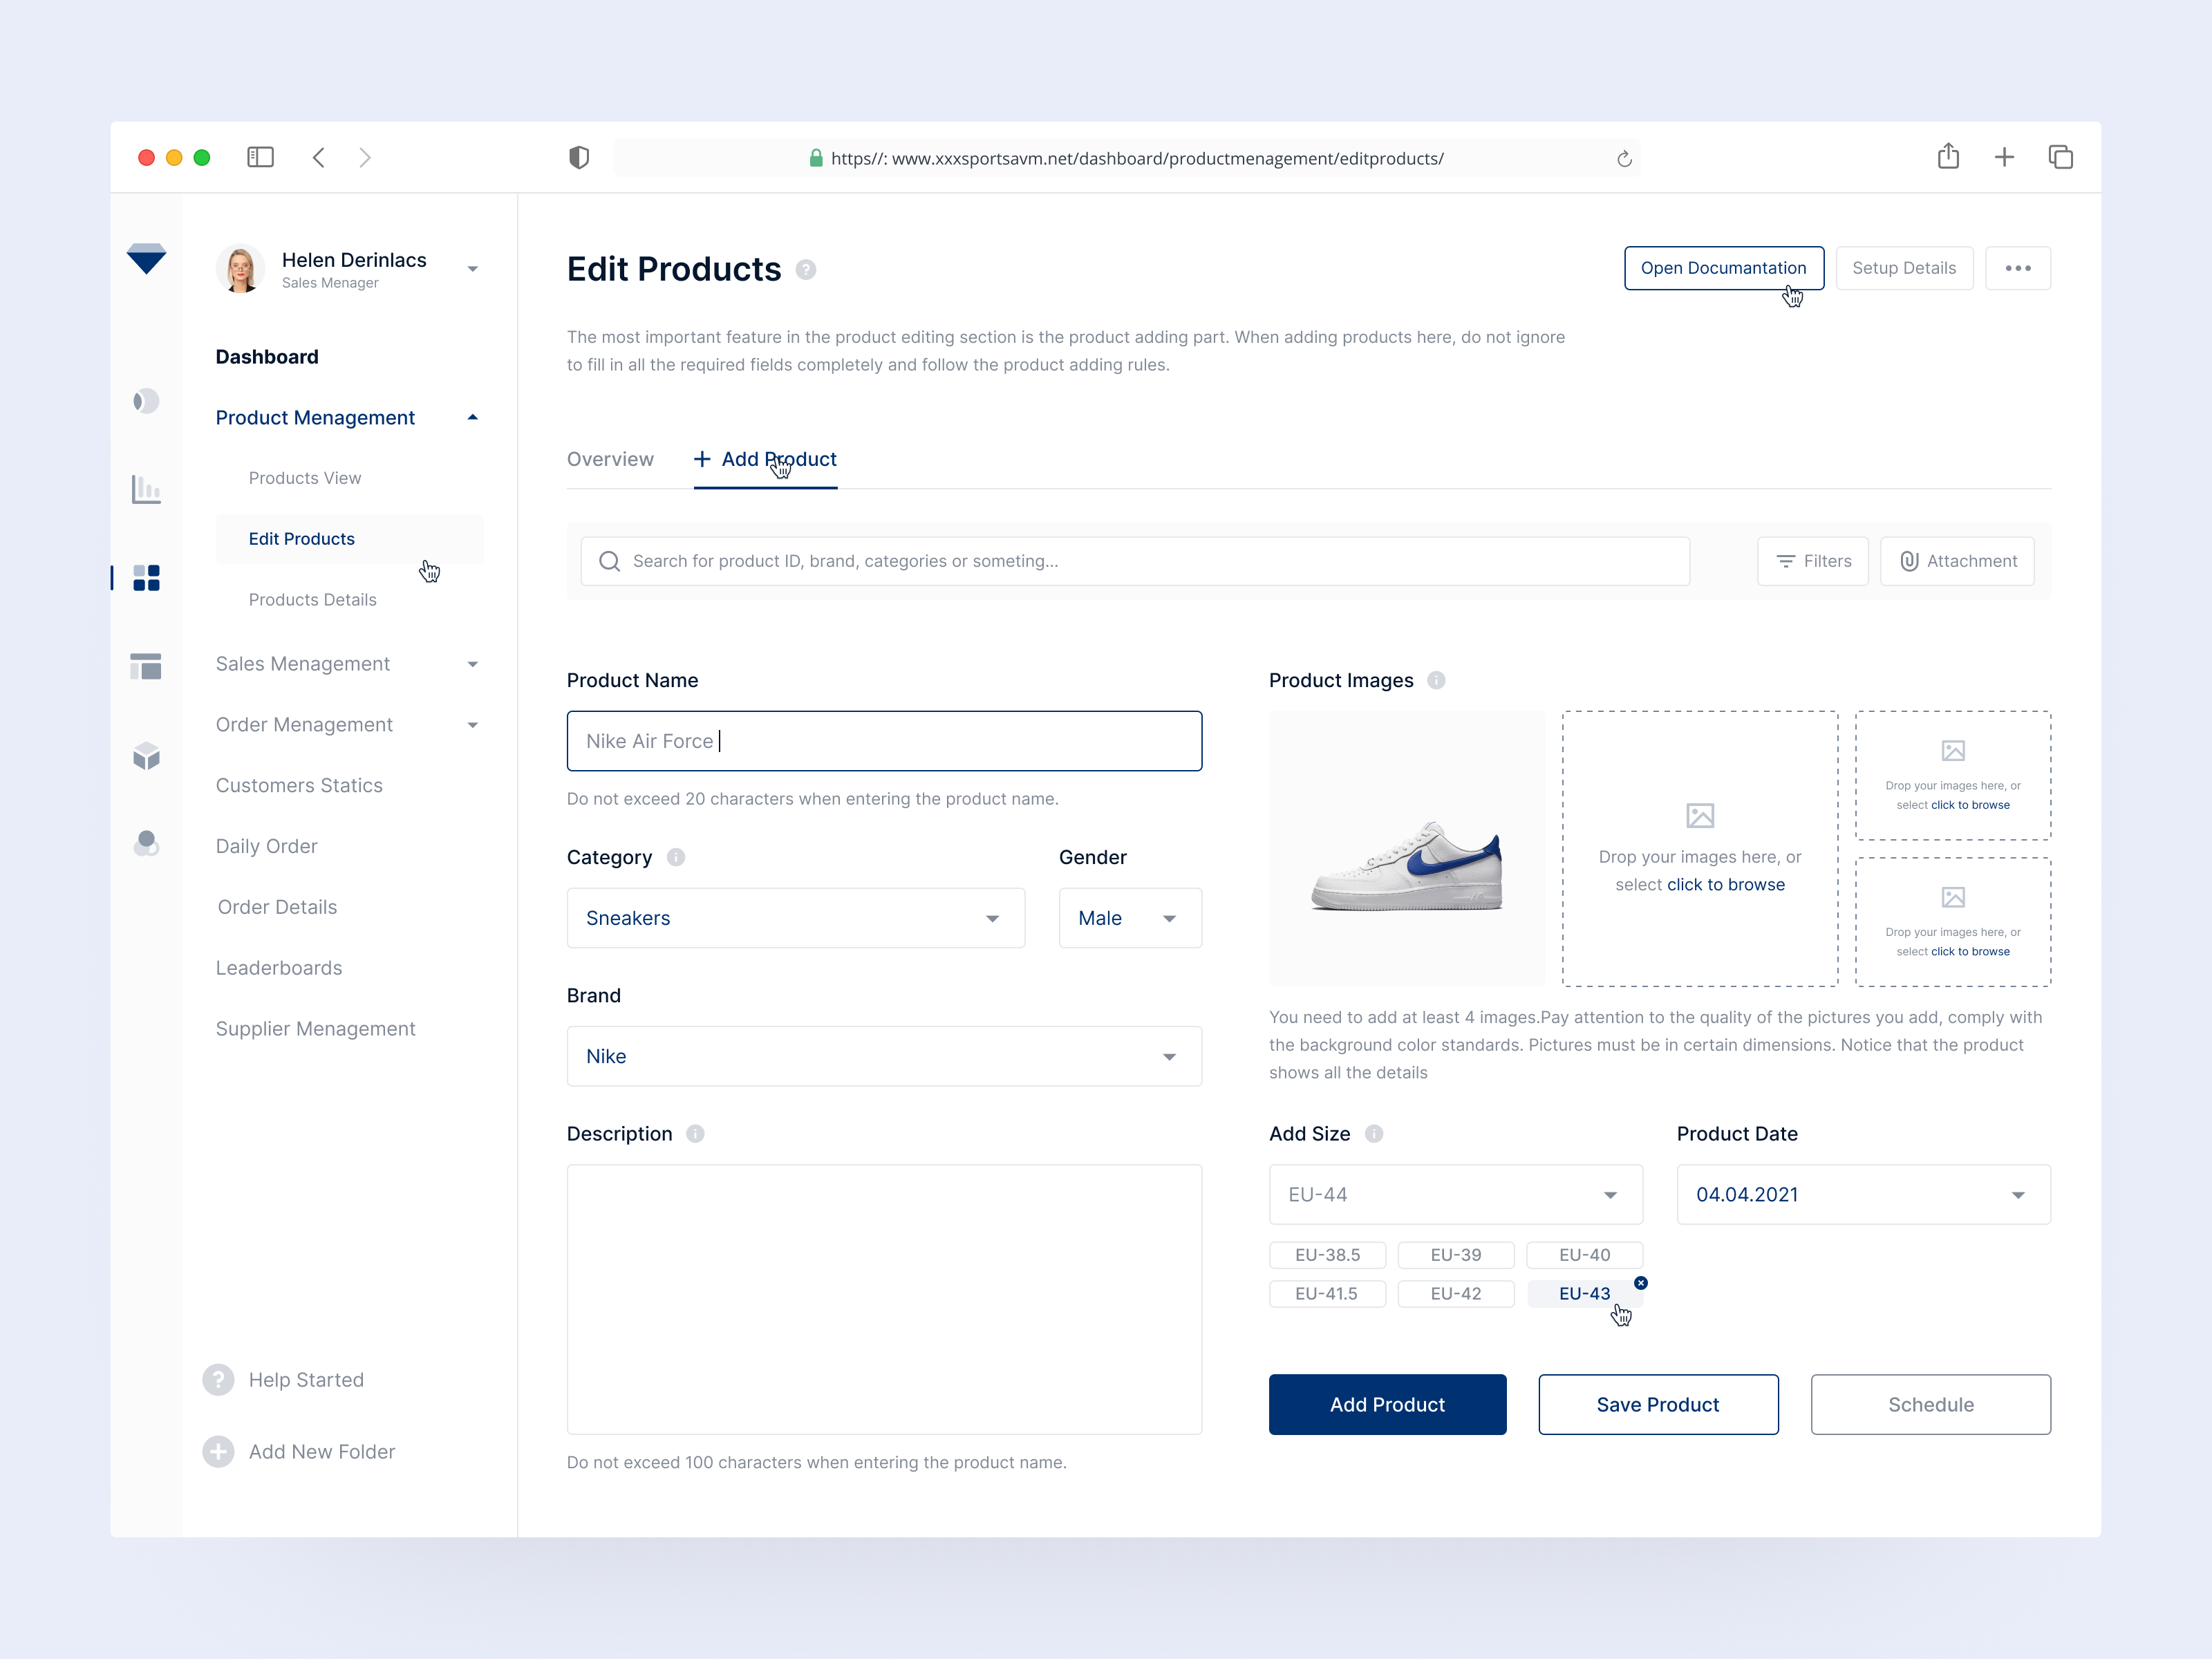 https//: www.xxxsportsavm.net/dashboard/productmenagement/editproducts/
Helen Derinlacs
Sales Menager
Dashboard
Product Menagement
Products View
Edit Products
Products Details
Sales Menagement
Order Menagement
Customers Statics
Daily Order
Order Details
Leaderboards
Supplier Menagement
Help Started
Add New Folder
Edit Products
Open Documantation
Setup Details
The most important feature in the product editing section is the product adding part. When adding products here, do not ignore
to fill in all the required fields completely and follow the product adding rules.
Overview
Add Product
Search for product ID, brand, categories or someting...
Filters
Attachment
Product Name
Nike Air Force
Do not exceed 20 characters when entering the product name.
Category
Gender
Sneakers
Male
Brand
Nike
Description
Do not exceed 100 characters when entering the product name.
Product Images
Drop your images here, or
select click to browse
Drop your images here, or
select click to browse
Drop your images here, or
select click to browse
You need to add at least 4 images.Pay attention to the quality of the pictures you add, comply with
the background color standards. Pictures must be in certain dimensions. Notice that the product
shows all the details
Add Size
Product Date
EU-44
04.04.2021
EU-38.5
EU-39
EU-40
EU-41.5
EU-42
EU-43
Add Product
Save Product
Schedule